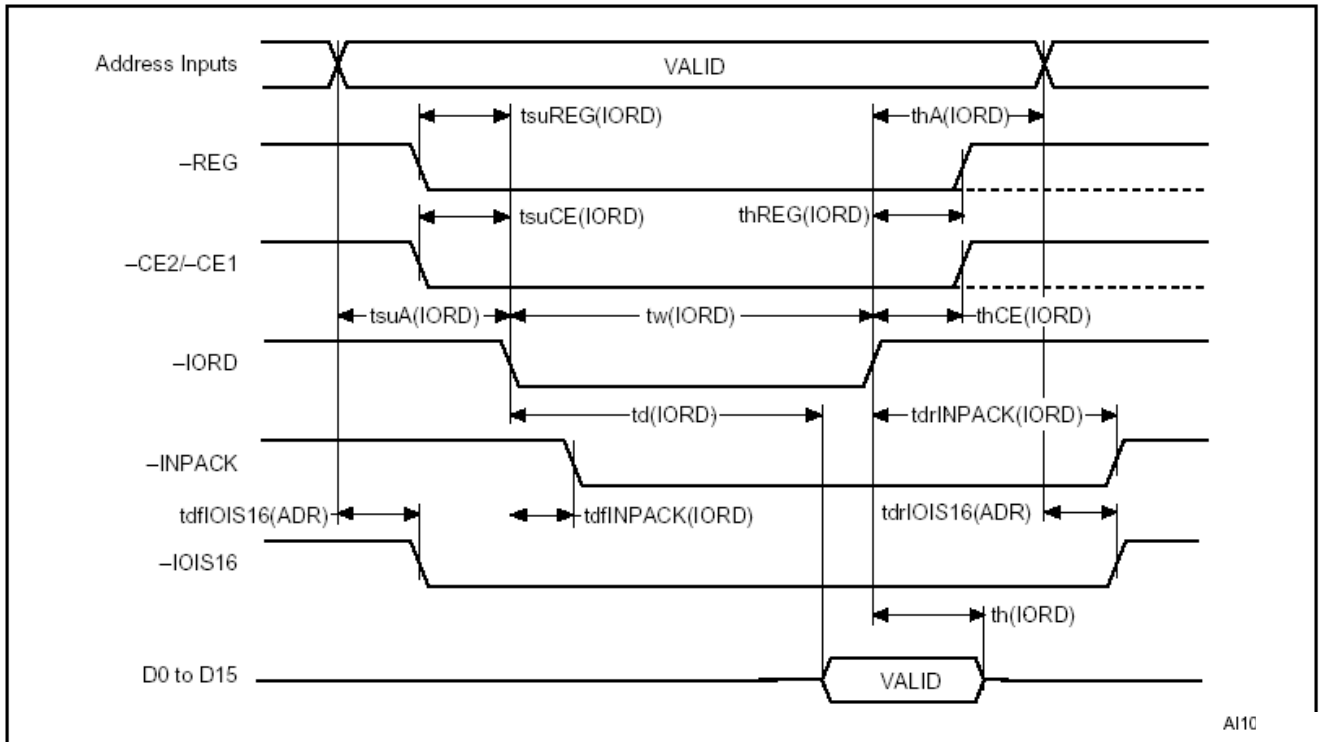 Address Inputs
VALID
tsuREG(IORD)
thA(IORD)
–REG
tsuCE(IORD)
thREG(IORD)
–CE2/–CE1
tsuA(IORD)
tw(IORD)
thCE(IORD)
–IORD
td(IORD)
tdrINPACK(IORD)
–INPACK
tdfIOIS16(ADR)
tdfINPACK(IORD)
tdrIOIS16(ADR)
–IOIS16
th(IORD)
D0 to D15
VALID
AI10